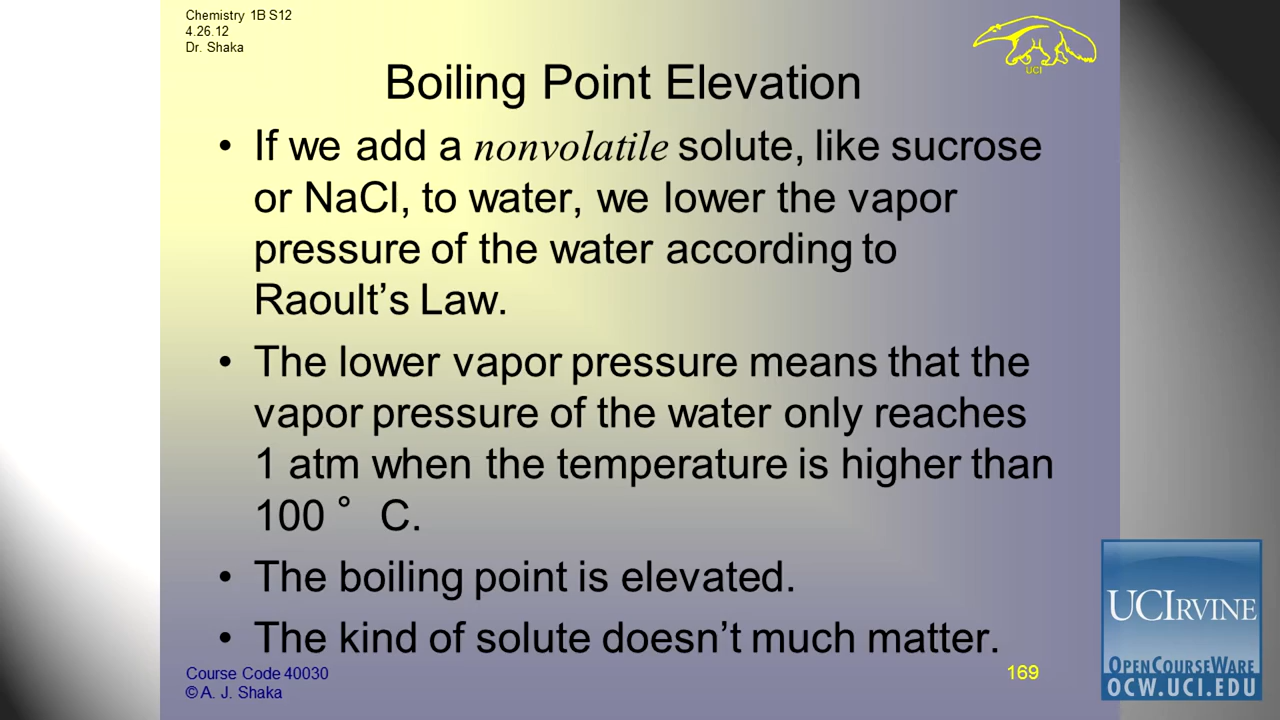 Chemistry 1B S12
4.26.12
Dr. Shaka
UCI
Boiling Point Elevation
• If we add a nonvolatile solute, like sucrose
or NaCl, to water, we lower the vapor
pressure of the water according to
Raoult’s Law.
• The lower vapor pressure means that the
vapor pressure of the water only reaches
1 atm when the temperature is higher than
100 ° C.
• The boiling point is elevated.
• The kind of solute doesn’t much matter.
Course Code 40030
© A. J. Shaka
169
UCIRVINE
OPENCOURSEWARE
OCW.UCI.EDU